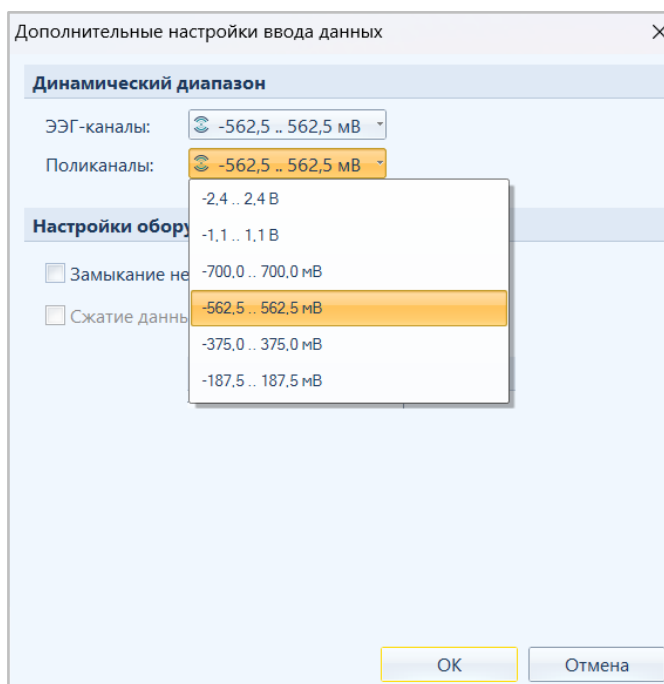 Дополнительные настройки ввода данных
Динамический диапазон
ЭЭГ-каналы: -562,5 .. 562,5 мВ
Поликаналы: -562,5 .. 562,5 мВ
-2,4 .. 2,4 В
-1,1 .. 1,1 В
Настройки обору
-700,0 .. 700,0 мВ
Замыкание не
-562,5 .. 562,5 мВ
Сжатие данны
-375,0 .. 375,0 мВ
-187,5 .. 187,5 мВ
ОК Отмена